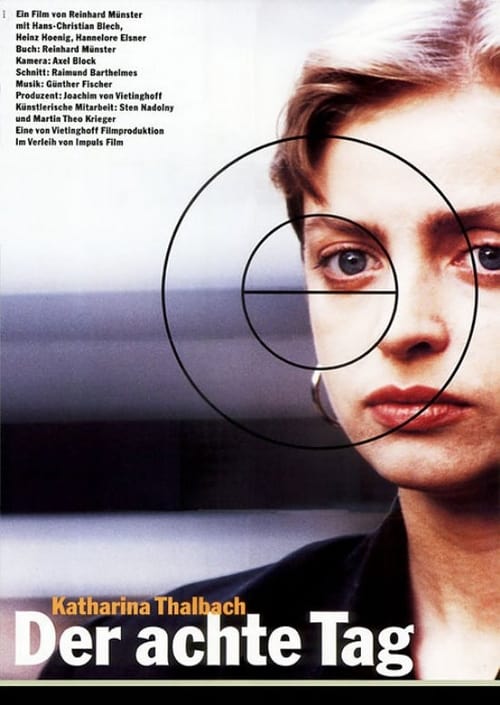 Ein Film von Reinhard Münster
mit Hans-Christian Blech,
Heinz Hoenig, Hannelore Elsner
Buch: Reinhard Münster
Kamera: Axel Block
Schnitt: Raimund Barthelmes
Musik: Günther Fischer
Produzent: Joachim von Vietinghoff
Künstlerische Mitarbeit: Sten Nadolny
und Martin Theo Krieger
Eine von Vietinghoff Filmproduktion
Im Verleih von Impuls Film
Katharina Thalbach
Der achte Tag